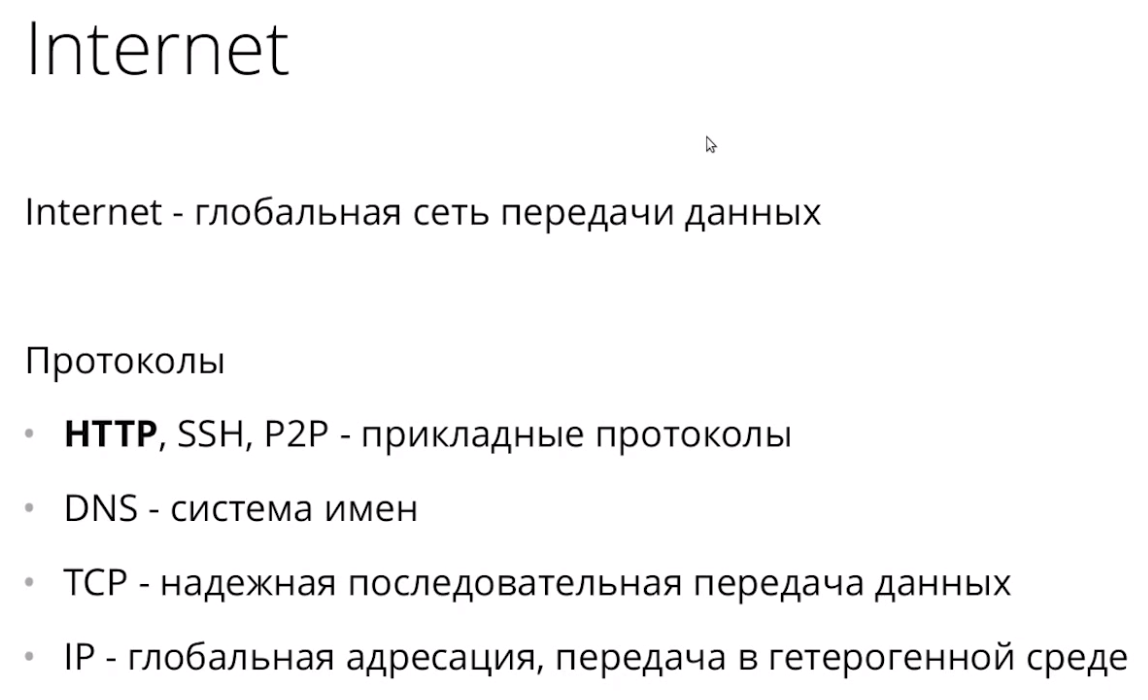 Internet
Internet - глобальная сеть передачи данных
Протоколы
• HTTP, SSH, P2P - прикладные протоколы
• DNS - система имен
• TCP - надежная последовательная передача данных
• IP - глобальная адресация, передача в гетерогенной среде